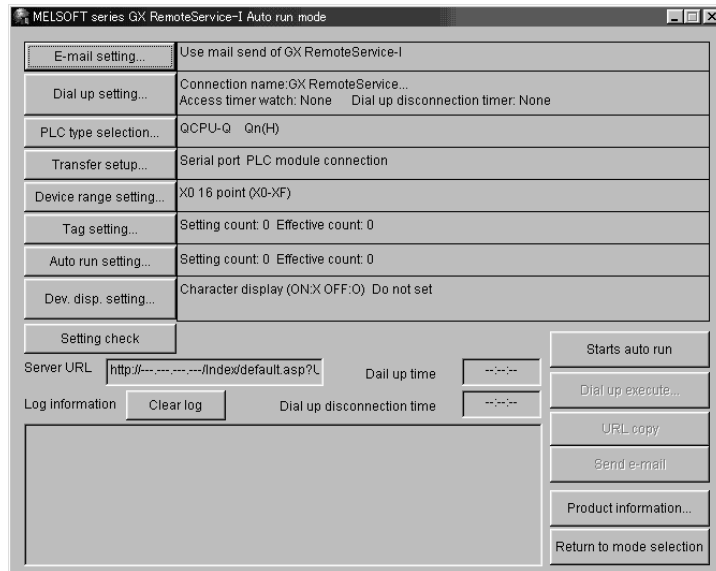 MELSOFT series GX RemoteService-I Auto run mode
E-mail setting... Use mail send of GX RemoteService-I
Dial up setting... Connection name:GX RemoteService...
Access timer watch: None Dial up disconnection timer: None
PLC type selection... QCPU-Q Qn(H)
Transfer setup... Serial port PLC module connection
Device range setting... X0 16 point (X0-XF)
Tag setting... Setting count: 0 Effective count: 0
Auto run setting... Setting count: 0 Effective count: 0
Dev. disp. setting... Character display (ON:X OFF:O) Do not set
Setting check
Starts auto run
Server URL http://---.---.---.---/Index/default.asp?U Dail up time --:--:--
Dial up execute...
Log information Clear log Dial up disconnection time --:--:--
URL copy
Send e-mail
Product information...
Return to mode selection